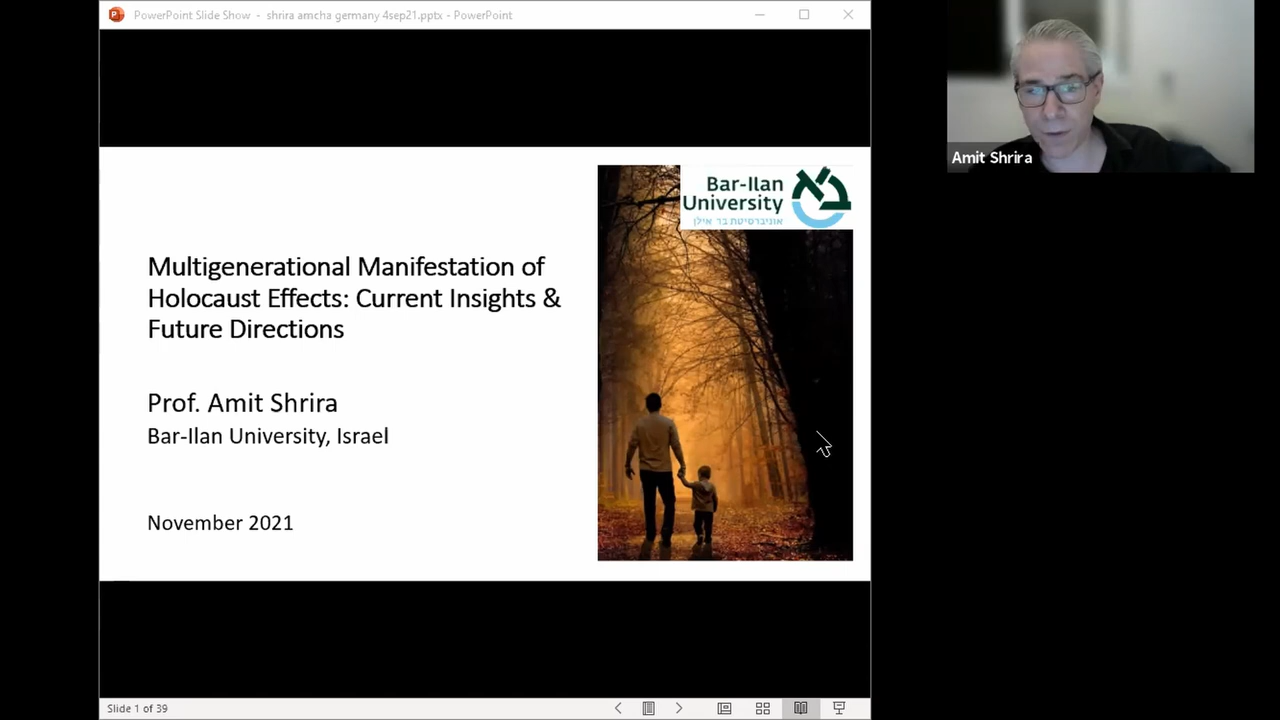 PowerPoint Slide Show - shrira amcha germany 4sep21.pptx - PowerPoint
Bar-Ilan
University
אוניברסיטת בר אילן
Multigenerational Manifestation of
Holocaust Effects: Current Insights &
Future Directions
Prof. Amit Shrira
Bar-Ilan University, Israel
November 2021
Slide 1 of 39
Amit Shrira